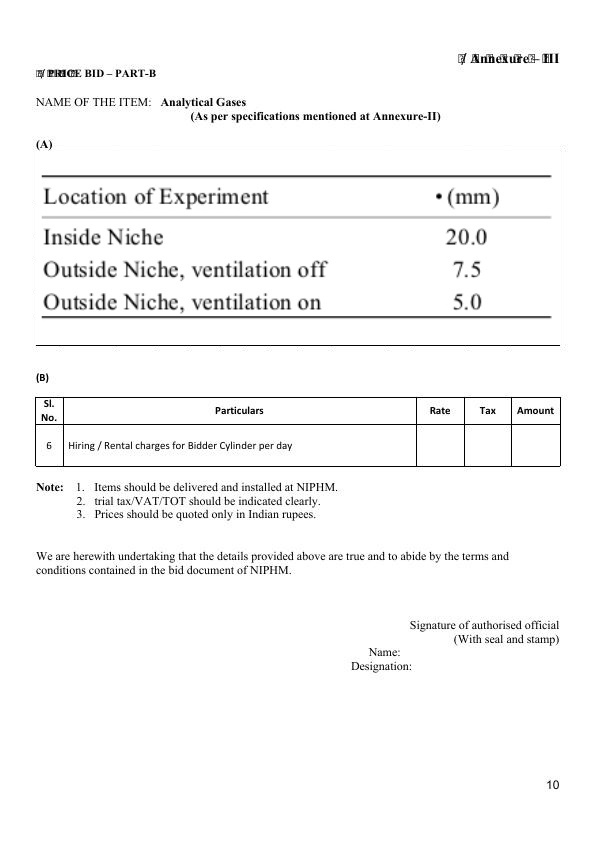 / Annexure – III
/ PRICE BID – PART-B
NAME OF THE ITEM: Analytical Gases
(As per specifications mentioned at Annexure-II)
(A)
Location of Experiment • (mm)
Inside Niche 20.0
Outside Niche, ventilation off 7.5
Outside Niche, ventilation on 5.0
(B)
Sl. No. Particulars Rate Tax Amount
6 Hiring / Rental charges for Bidder Cylinder per day
Note: 1. Items should be delivered and installed at NIPHM.
2. trial tax/VAT/TOT should be indicated clearly.
3. Prices should be quoted only in Indian rupees.
We are herewith undertaking that the details provided above are true and to abide by the terms and
conditions contained in the bid document of NIPHM.
Signature of authorised official
(With seal and stamp)
Name:
Designation:
10